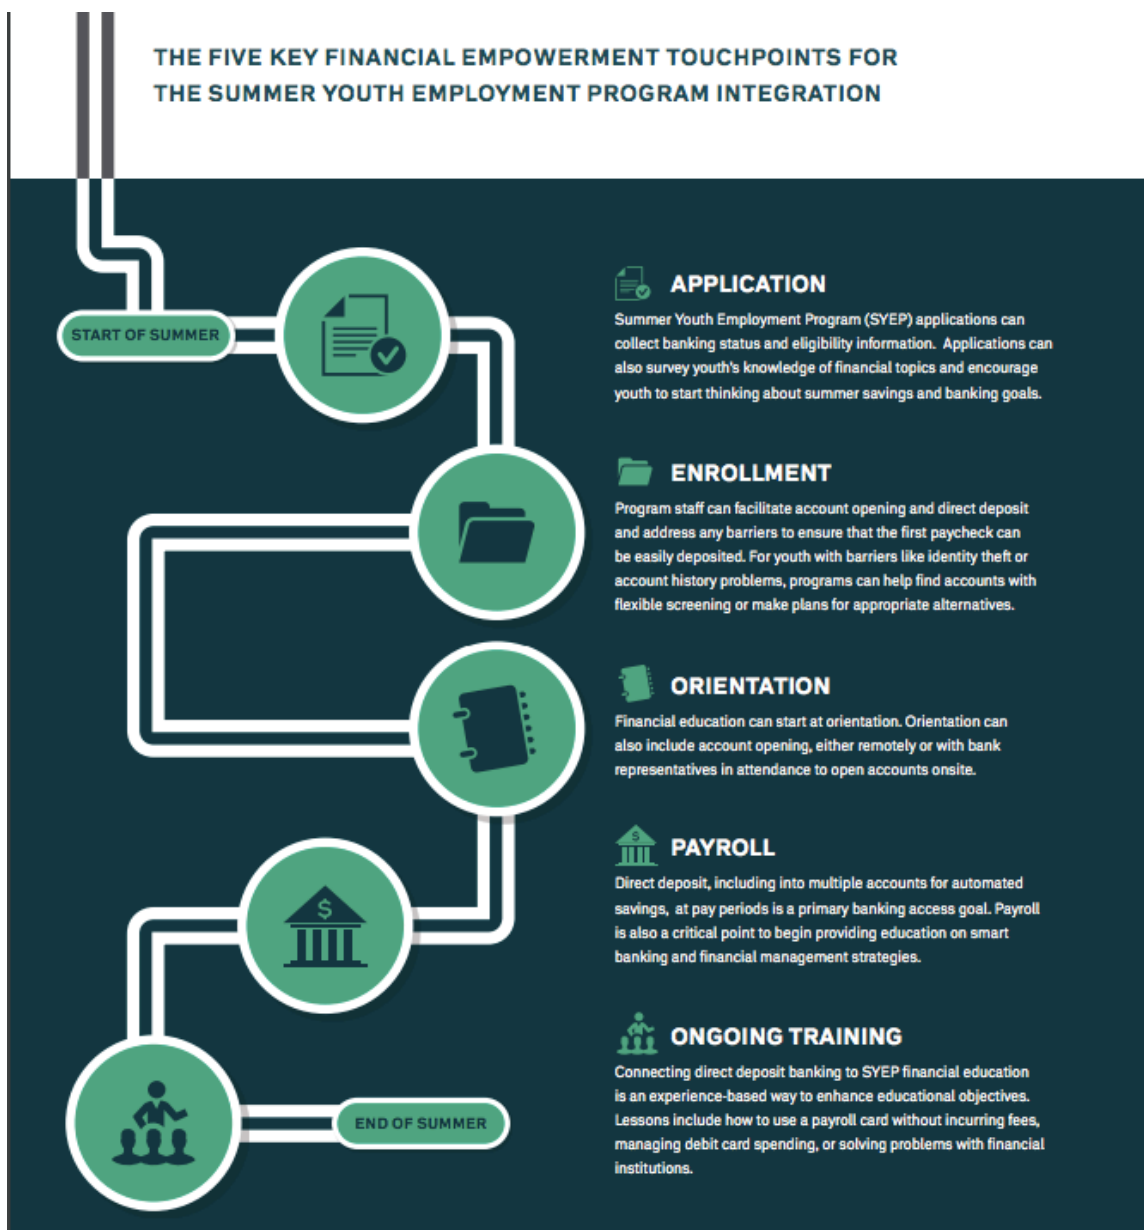 THE FIVE KEY FINANCIAL EMPOWERMENT TOUCHPOINTS FOR
THE SUMMER YOUTH EMPLOYMENT PROGRAM INTEGRATION
START OF SUMMER
APPLICATION
Summer Youth Employment Program (SYEP) applications can
collect banking status and eligibility information. Applications can
also survey youth's knowledge of financial topics and encourage
youth to start thinking about summer savings and banking goals.
ENROLLMENT
Program staff can facilitate account opening and direct deposit
and address any barriers to ensure that the first paycheck can
be easily deposited. For youth with barriers like identity theft or
account history problems, programs can help find accounts with
flexible screening or make plans for appropriate alternatives.
ORIENTATION
Financial education can start at orientation. Orientation can
also include account opening, either remotely or with bank
representatives in attendance to open accounts onsite.
$
$
PAYROLL
Direct deposit, including into multiple accounts for automated
savings, at pay periods is a primary banking access goal. Payroll
is also a critical point to begin providing education on smart
banking and financial management strategies.
ONGOING TRAINING
Connecting direct deposit banking to SYEP financial education
is an experience-based way to enhance educational objectives.
Lessons include how to use a payroll card without incurring fees,
managing debit card spending, or solving problems with financial
institutions.
END OF SUMMER